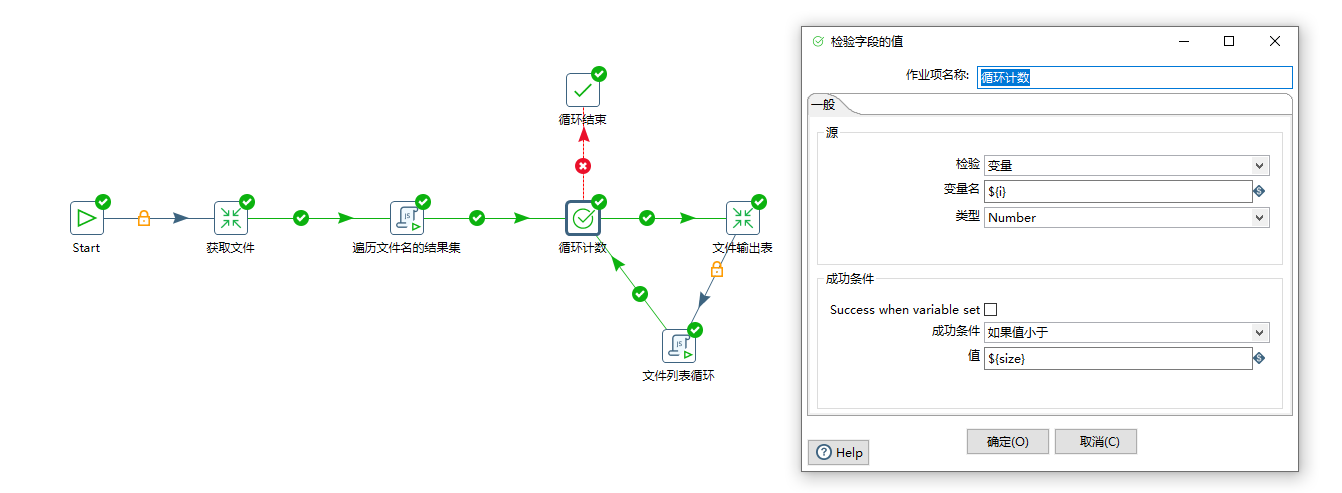 循环结束
Start
获取文件
JS
遍历文件名的结果集
循环计数
文件输出表
JS
文件列表循环
检验字段的值
作业项名称: 循环计数
一般
源
检验 变量
变量名 ${i}
类型 Number
成功条件
Success when variable set
成功条件 如果值小于
值 ${size}
Help
确定(O) 取消(C)